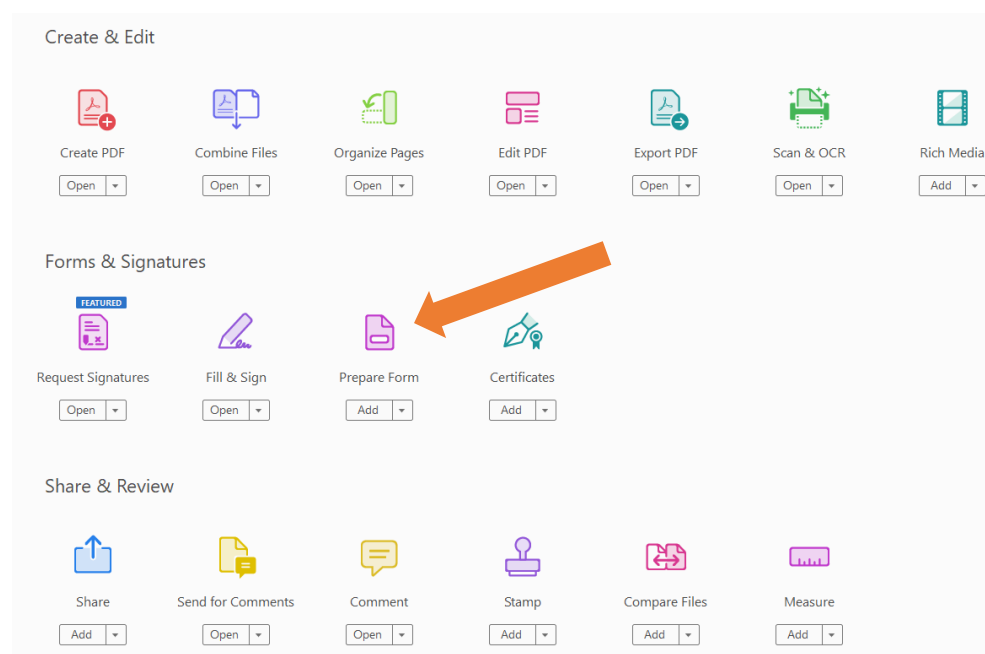 Create & Edit
Create PDF
Combine Files
Organize Pages
Edit PDF
Export PDF
Scan & OCR
Rich Media
Open
Open
Open
Open
Open
Open
Add
Forms & Signatures
FEATURED
Request Signatures
Fill & Sign
Prepare Form
Certificates
Open
Open
Add
Add
Share & Review
Share
Send for Comments
Comment
Stamp
Compare Files
Measure
Add
Open
Open
Add
Add
Add